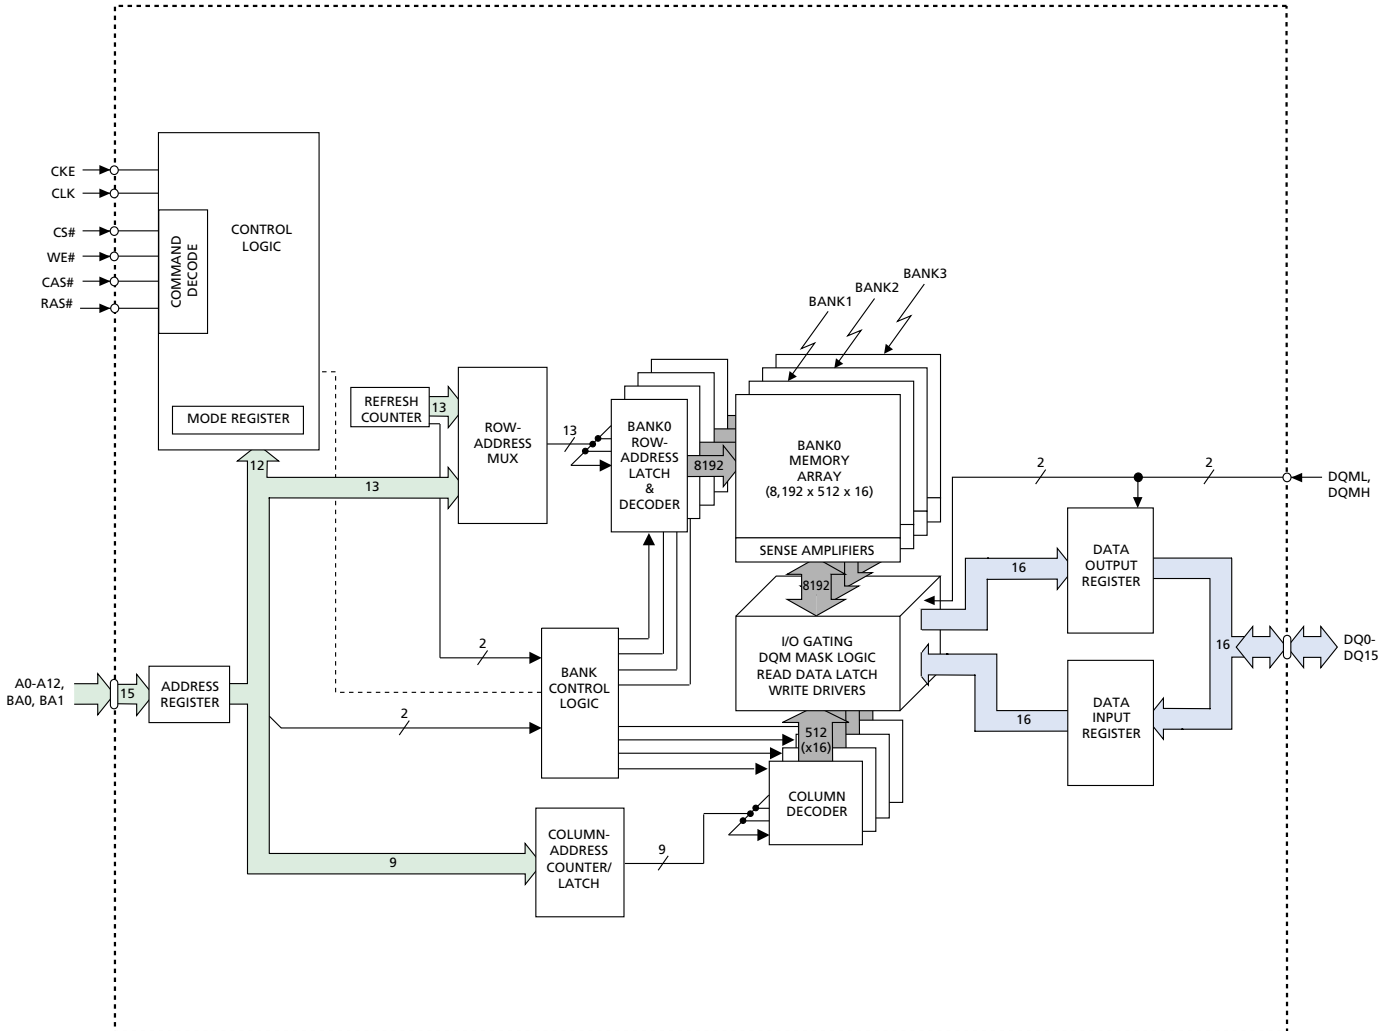 CKE
CLK
CS#
WE#
CAS#
RAS#
COMMAND
DECODE
CONTROL
LOGIC
MODE REGISTER
12
REFRESH
COUNTER
13
13
ROW-
ADDRESS
MUX
13
BANK0
ROW-
ADDRESS
LATCH
&
DECODER
8192
BANK1
BANK2
BANK3
BANK0
MEMORY
ARRAY
(8,192 x 512 x 16)
SENSE AMPLIFIERS
8192
I/O GATING
DQM MASK LOGIC
READ DATA LATCH
WRITE DRIVERS
2
2
DQML,
DQMH
DATA
OUTPUT
REGISTER
16
16
DQ0-
DQ15
DATA
INPUT
REGISTER
16
A0-A12,
BA0, BA1
15
ADDRESS
REGISTER
2
2
BANK
CONTROL
LOGIC
512
(x16)
COLUMN
DECODER
9
COLUMN-
ADDRESS
COUNTER/
LATCH
9